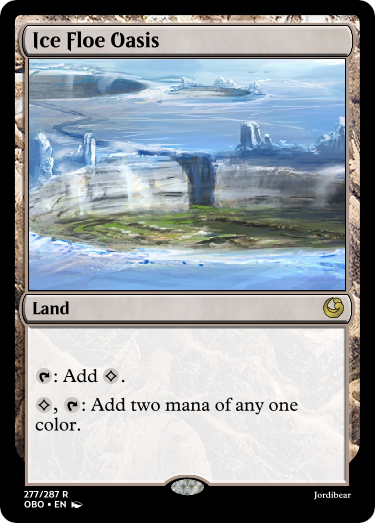 Ice Floe Oasis
Land
: Add .
, : Add two mana of any one
color.
277/287 R
OBO • EN
Jordibear